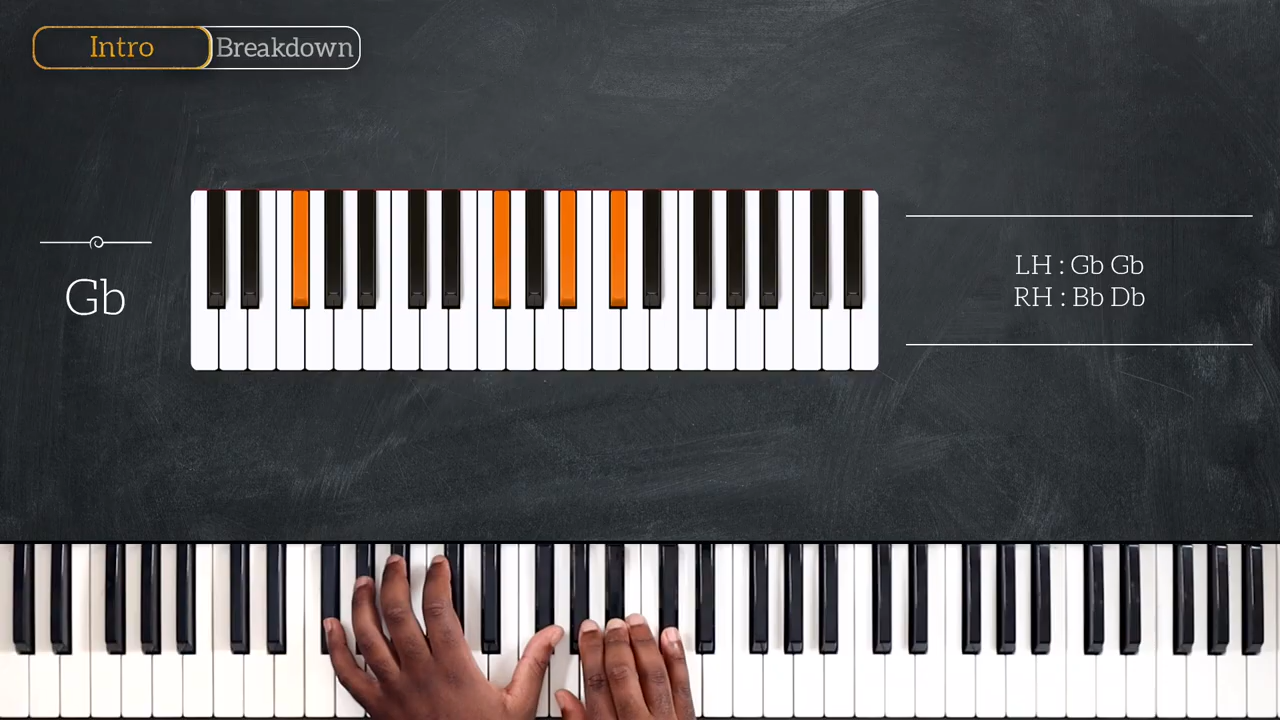 Intro
Breakdown
Gb
LH : Gb Gb
RH : Bb Db